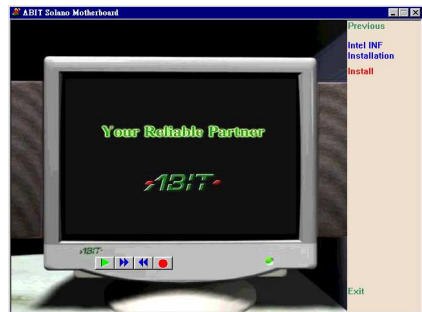 ABIT Solano Motherboard
Previous
Intel INF
Installation
Install
Your Reliable Partner
ABIT
ABIT
Exit